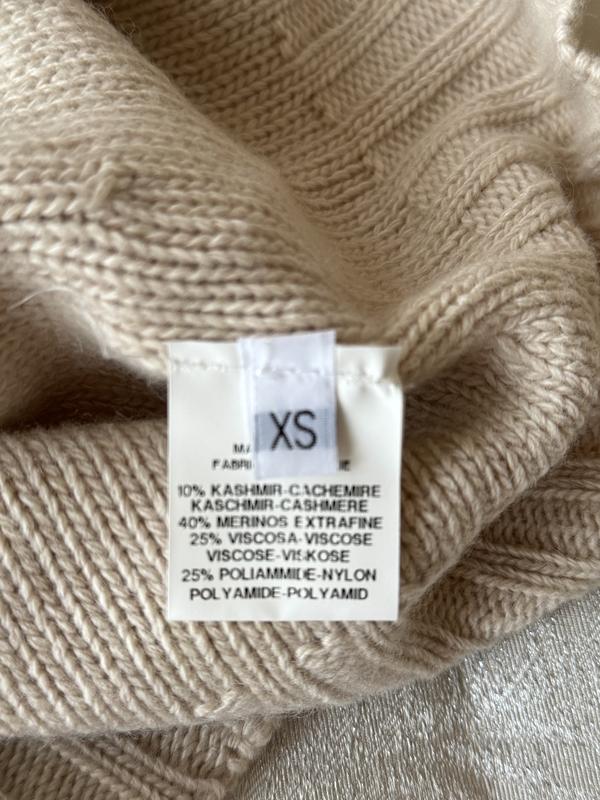 XS
10% KASHMIR-CACHEMIRE
KASCHMIR-CASHMERE
40% MERINOS EXTRAFINE
25% VISCOSA-VISCOSE
VISCOSE-VISKOSE
25% POLIAMMIDE-NYLON
POLYAMIDE-POLYAMID